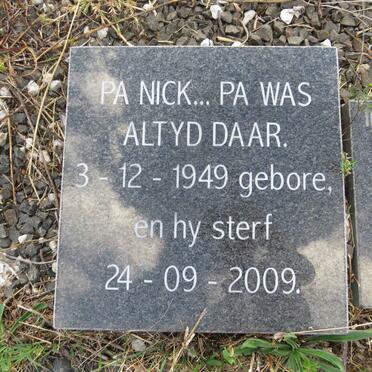 PA NICK... PA WAS
ALTYD DAAR.
3 - 12 - 1949 gebore,
en hy sterf
24 - 09 - 2009.